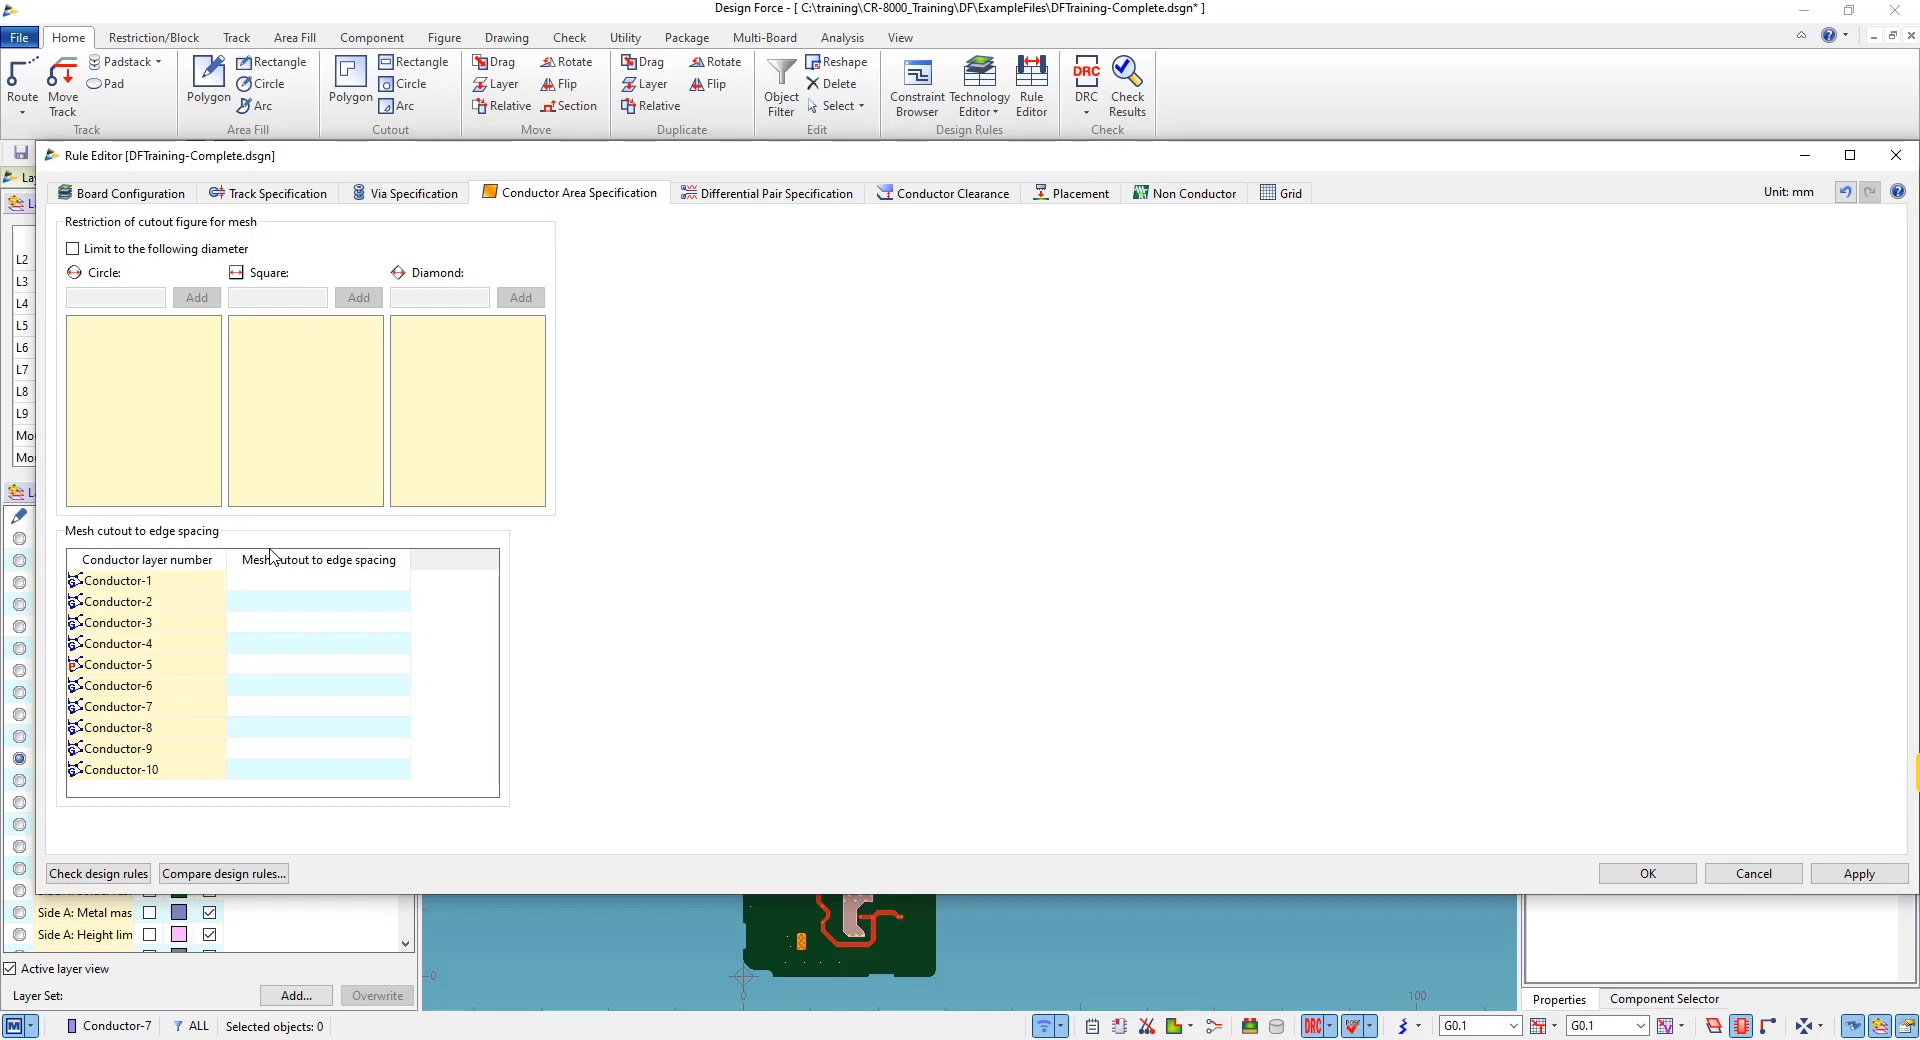 Design Force - [ C:\training\CR-8000_Training\DF\ExampleFiles\DFTraining-Complete.dsgn* ]
File Home Restriction/Block Track Area Fill Component Figure Drawing Check Utility Package Multi-Board Analysis View
Padstack Rectangle Rectangle Drag Rotate Drag Rotate Reshape
Pad Circle Circle Layer Flip Layer Flip Delete
Route Move Track Polygon Arc Polygon Arc Relative Section Relative Object Filter Select Constraint Browser Technology Editor Rule Editor DRC Check Results
Track Area Fill Cutout Move Duplicate Edit Design Rules Check
Rule Editor [DFTraining-Complete.dsgn]
Board Configuration Track Specification Via Specification Conductor Area Specification Differential Pair Specification Conductor Clearance Placement Non Conductor Grid Unit: mm
Restriction of cutout figure for mesh
Limit to the following diameter
Circle: Square: Diamond:
Add Add Add
L2
L3
L4
L5
L6
L7
L8
L9
Mesh cutout to edge spacing
Conductor layer number Mesh cutout to edge spacing
Conductor-1
Conductor-2
Conductor-3
Conductor-4
Conductor-5
Conductor-6
Conductor-7
Conductor-8
Conductor-9
Conductor-10
Check design rules Compare design rules... OK Cancel Apply
Side A: Metal mas
Side A: Height lim
Active layer view
Layer Set: Add... Overwrite
0
0 100
Properties Component Selector
M Conductor-7 ALL Selected objects: 0 DRC G0.1 G0.1